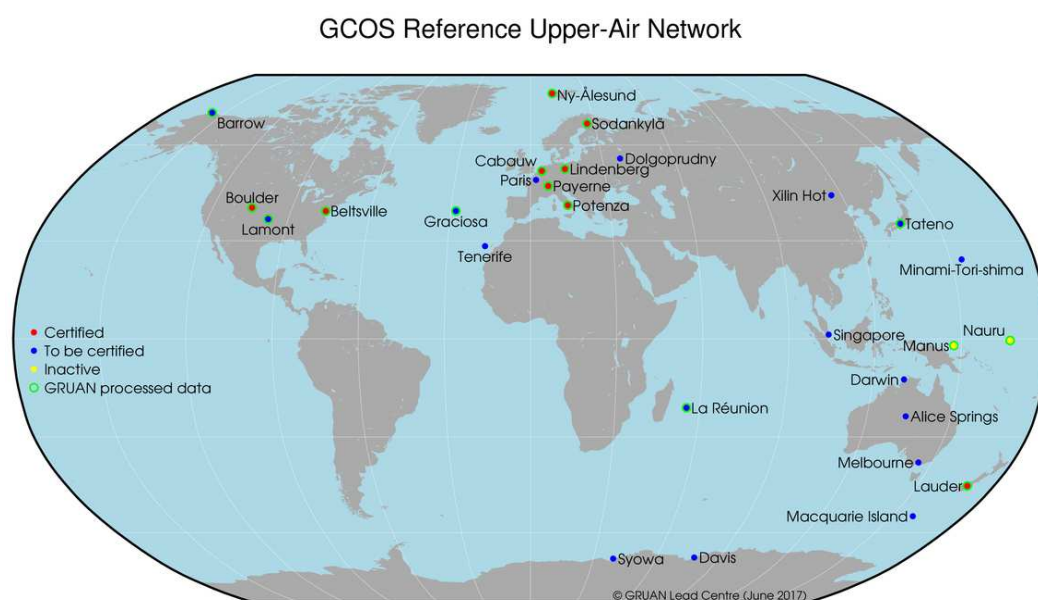 GCOS Reference Upper-Air Network
Ny-Ålesund
Barrow
Sodankylä
Dolgoprudny
Cabauw
Lindenberg
Paris
Payerne
Xilin Hot
Boulder
Potenza
Beltsville
Graciosa
Lamont
Tateno
Tenerife
Minami-Tori-shima
Certified
To be certified
Inactive
GRUAN processed data
Singapore
Nauru
Manus
Darwin
La Réunion
Alice Springs
Melbourne
Lauder
Macquarie Island
Syowa
Davis
© GRUAN Lead Centre (June 2017)